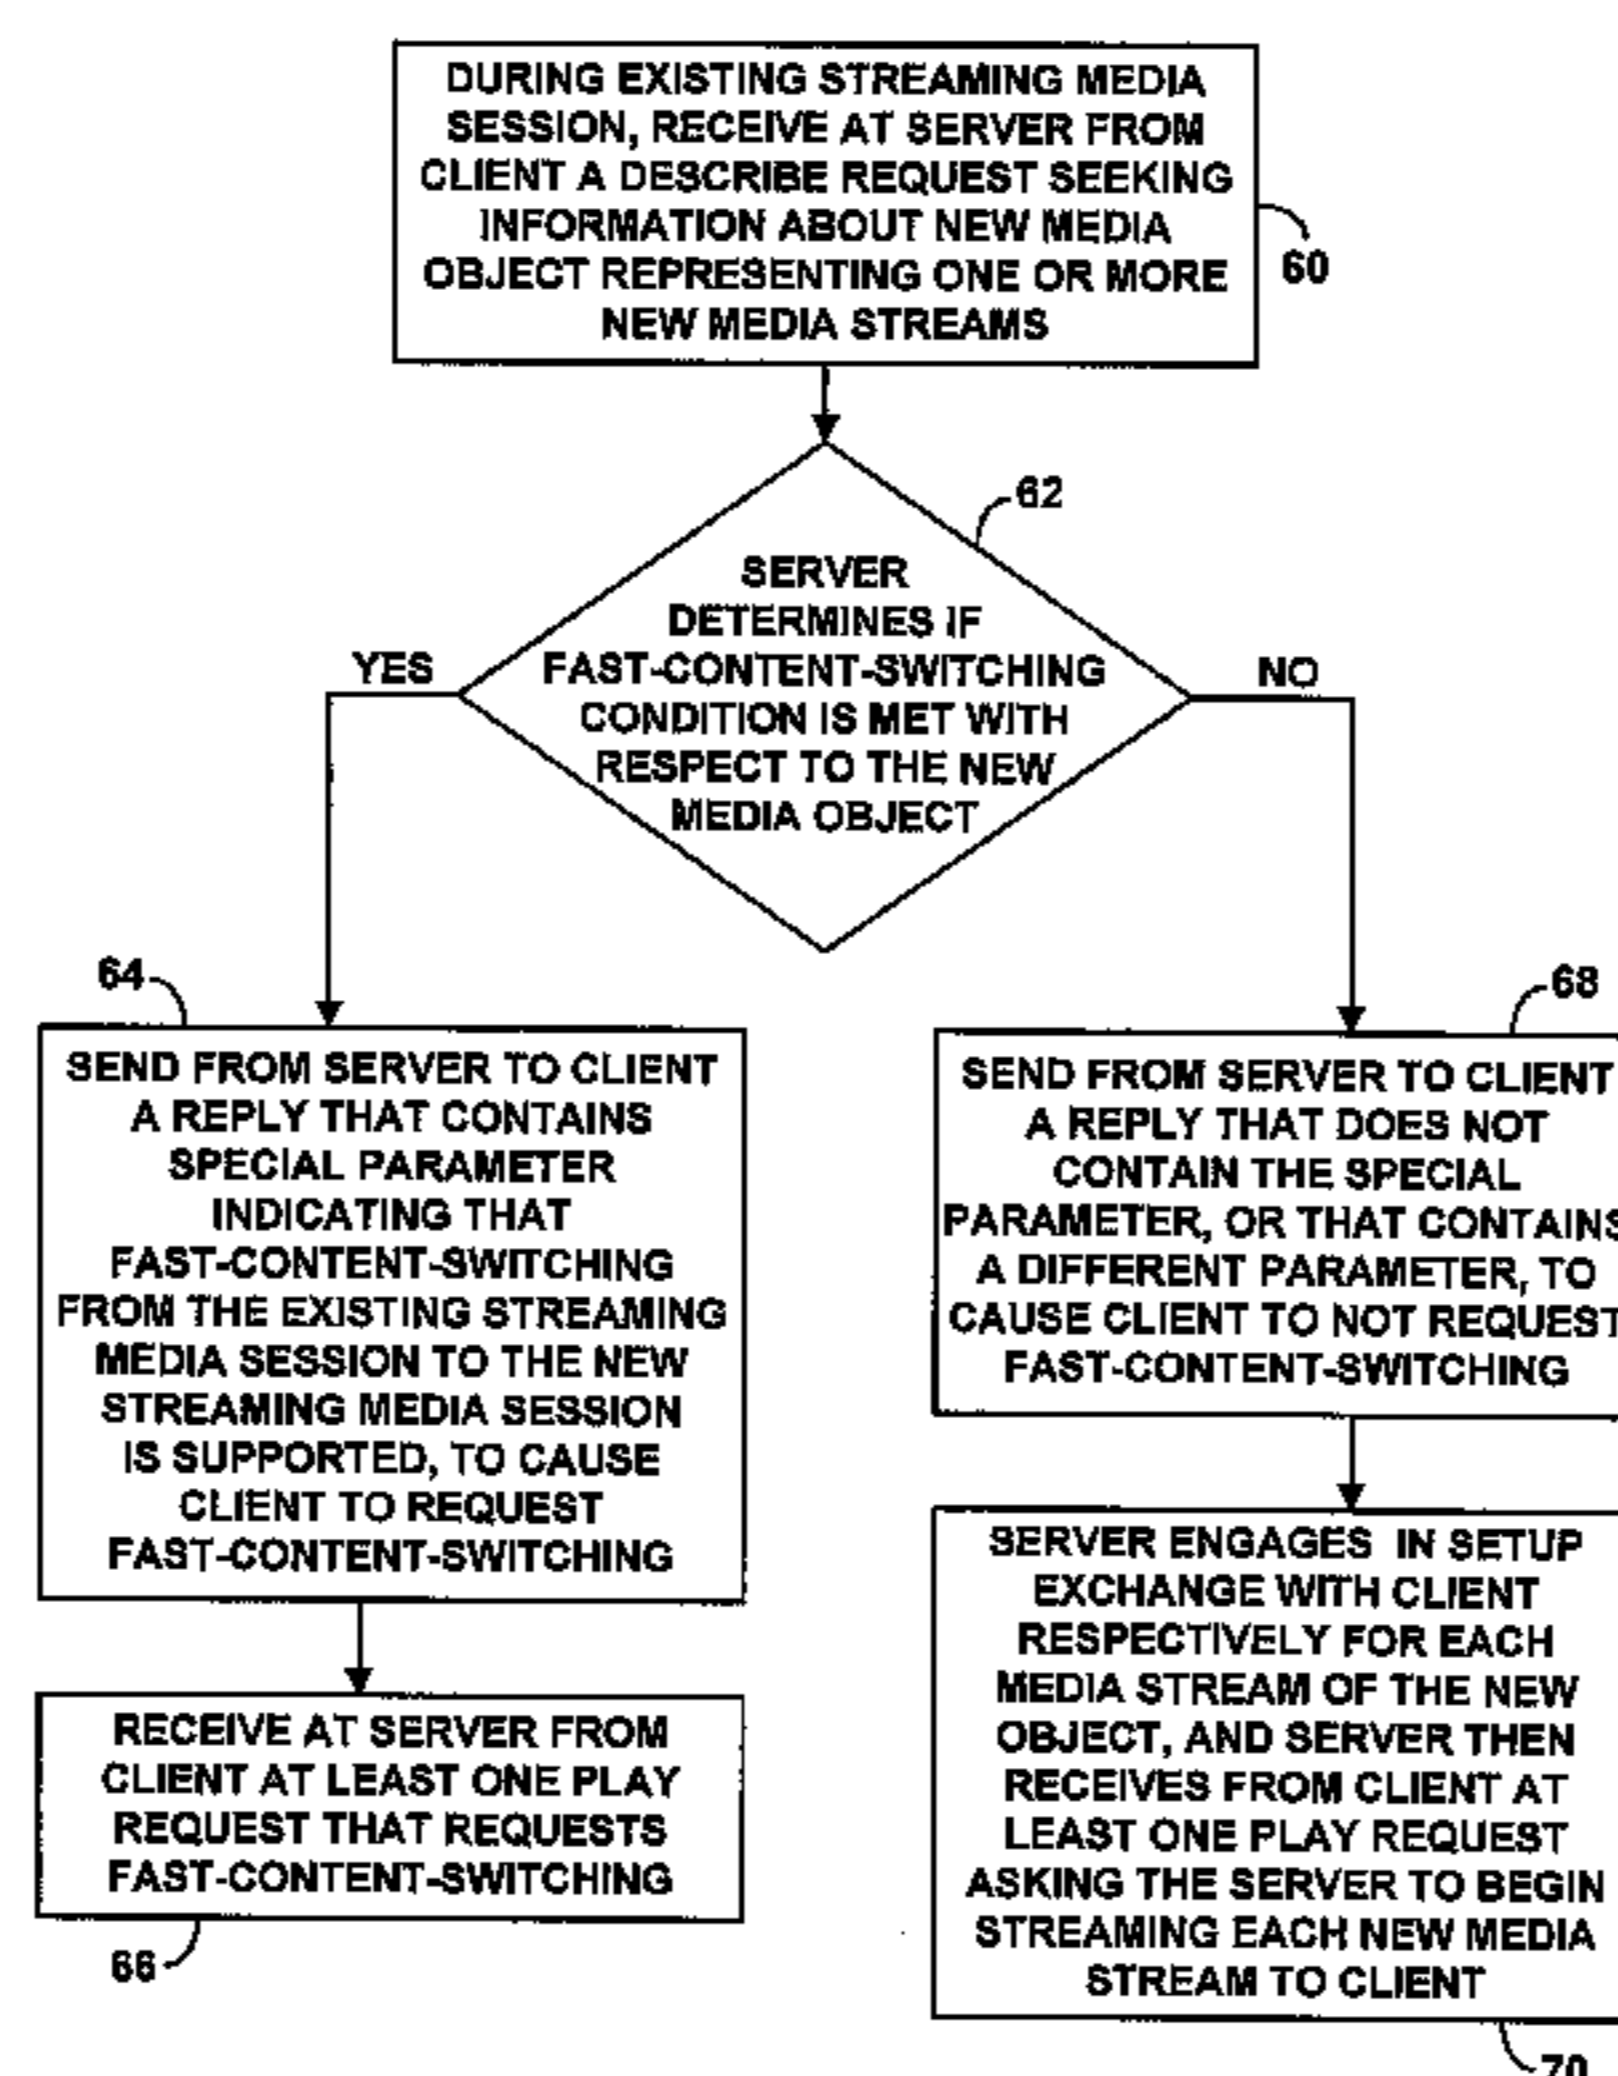 DURING EXISTING STREAMING MEDIA
SESSION, RECEIVE AT SERVER FROM
CLIENT A DESCRIBE REQUEST SEEKING
INFORMATION ABOUT NEW MEDIA
OBJECT REPRESENTING ONE OR MORE
NEW MEDIA STREAMS
60
62
SERVER
DETERMINES IF
FAST-CONTENT-SWITCHING
CONDITION IS MET WITH
RESPECT TO THE NEW
MEDIA OBJECT
YES
NO
64
SEND FROM SERVER TO CLIENT
A REPLY THAT CONTAINS
SPECIAL PARAMETER
INDICATING THAT
FAST-CONTENT-SWITCHING
FROM THE EXISTING STREAMING
MEDIA SESSION TO THE NEW
STREAMING MEDIA SESSION
IS SUPPORTED, TO CAUSE
CLIENT TO REQUEST
FAST-CONTENT-SWITCHING
RECEIVE AT SERVER FROM
CLIENT AT LEAST ONE PLAY
REQUEST THAT REQUESTS
FAST-CONTENT-SWITCHING
66
68
SEND FROM SERVER TO CLIENT
A REPLY THAT DOES NOT
CONTAIN THE SPECIAL
PARAMETER, OR THAT CONTAINS
A DIFFERENT PARAMETER, TO
CAUSE CLIENT TO NOT REQUEST
FAST-CONTENT-SWITCHING
SERVER ENGAGES IN SETUP
EXCHANGE WITH CLIENT
RESPECTIVELY FOR EACH
MEDIA STREAM OF THE NEW
OBJECT, AND SERVER THEN
RECEIVES FROM CLIENT AT
LEAST ONE PLAY REQUEST
ASKING THE SERVER TO BEGIN
STREAMING EACH NEW MEDIA
STREAM TO CLIENT
70